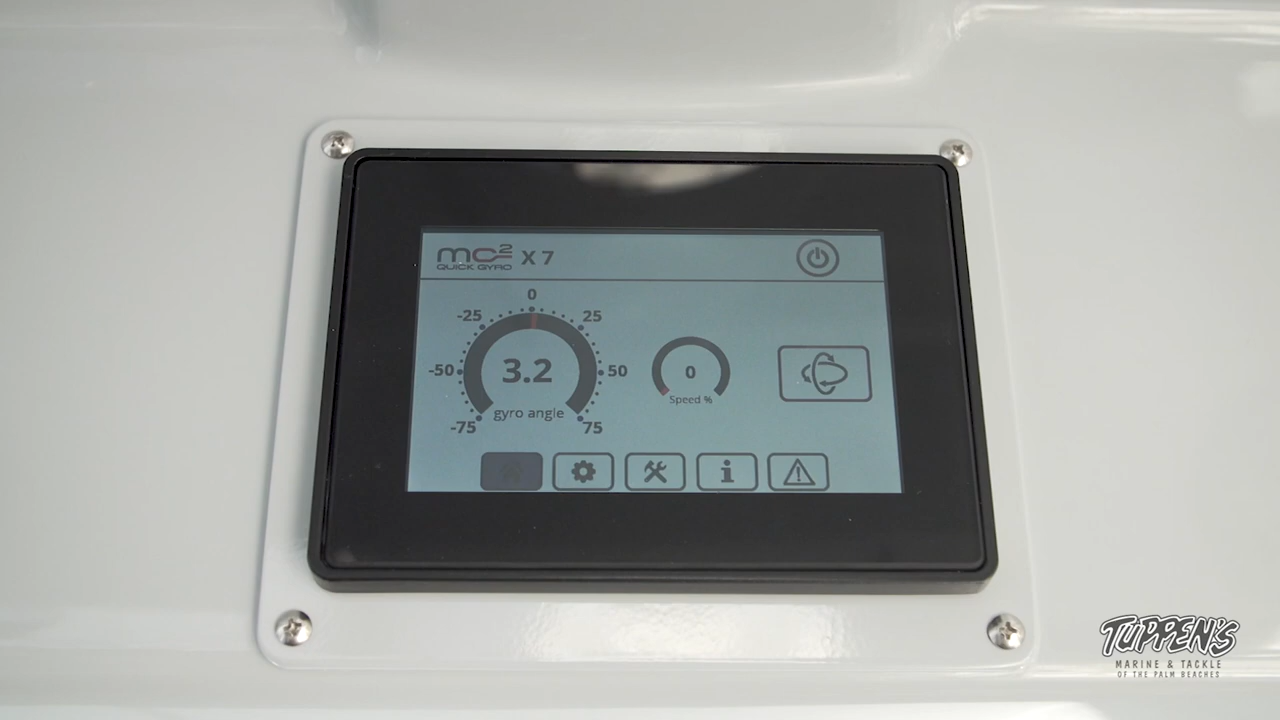 MC² X 7
QUICK GYRO
0
-25 25
-50 50
-75 75
3.2
gyro angle
0
Speed %
i
TUPPEN'S
MARINE & TACKLE
OF THE PALM BEACHES